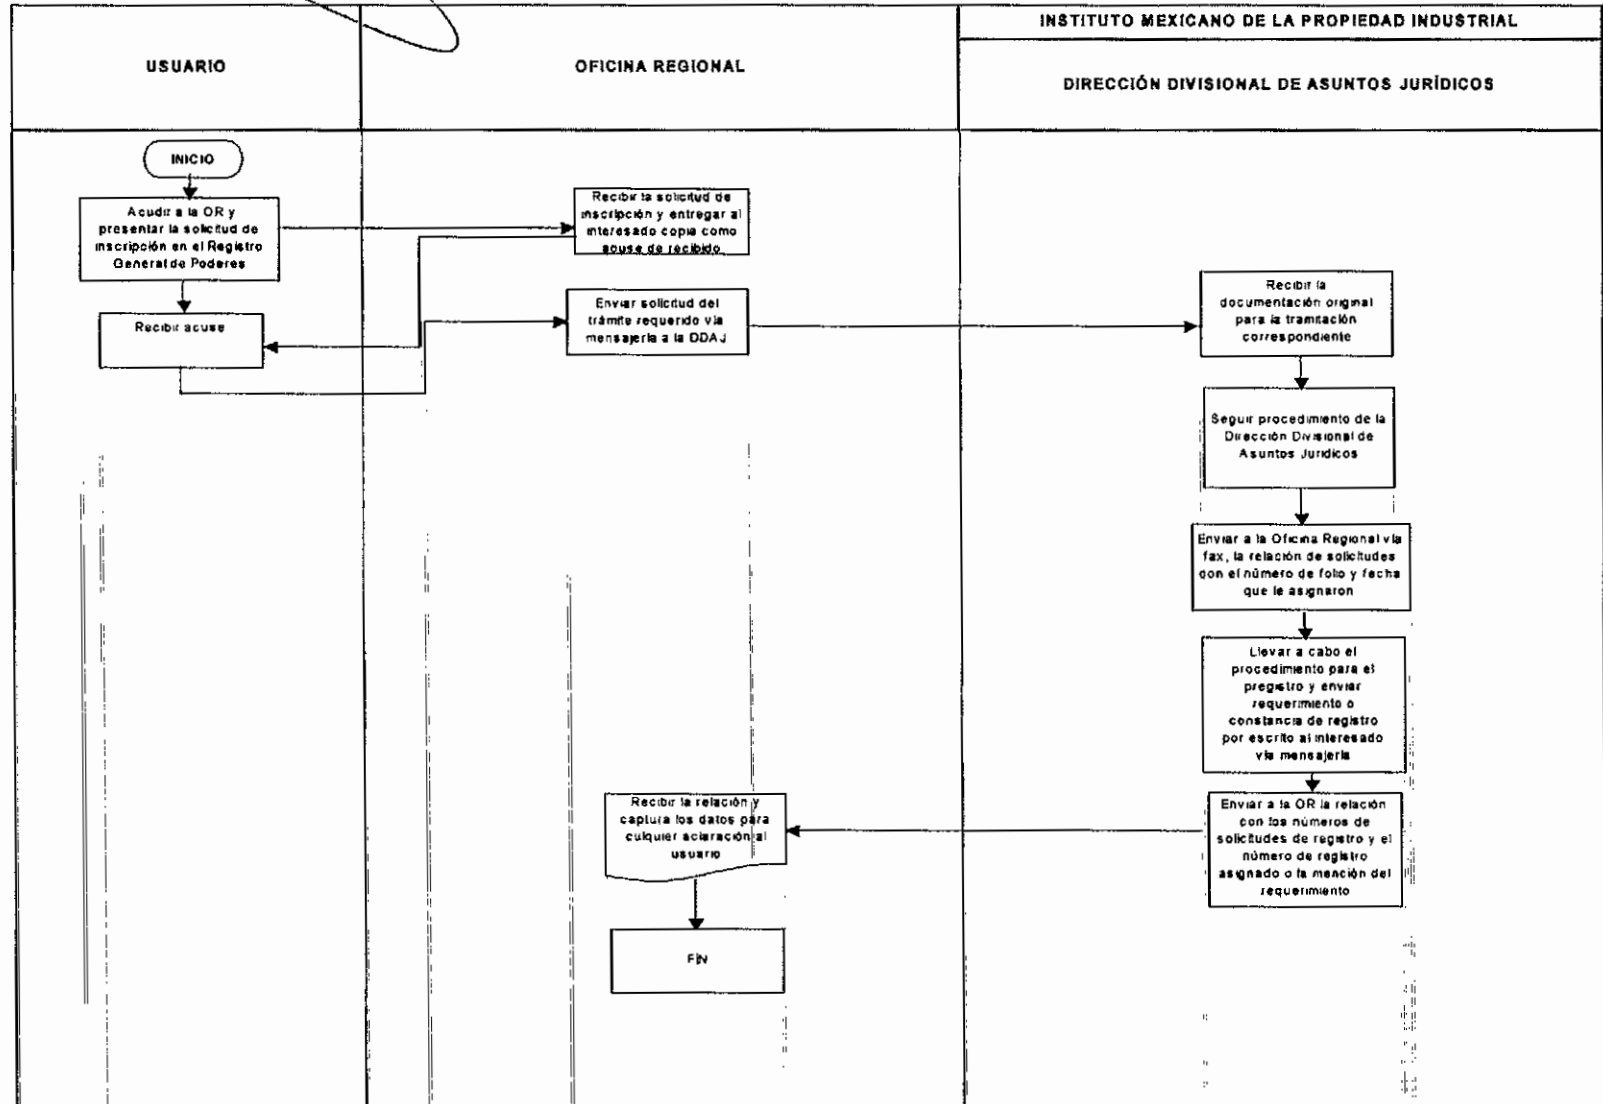 INSTITUTO MEXICANO DE LA PROPIEDAD INDUSTRIAL
USUARIO
OFICINA REGIONAL
DIRECCIÓN DIVISIONAL DE ASUNTOS JURÍDICOS
INICIO
Acudir a la OR y
presentar la solicitud de
inscripción en el Registro
General de Poderes
Recibir la solicitud de
inscripción y entregar al
interesado copia como
acuse de recibido
Recibir acuse
Enviar solicitud del
trámite requerido vía
mensajería a la DDAJ
Recibir la
documentación original
para la tramitación
correspondiente
Seguir procedimiento de la
Dirección Divisional de
Asuntos Jurídicos
Enviar a la Oficina Regional vía
fax, la relación de solicitudes
con el número de folio y fecha
que le asignaron
Llevar a cabo el
procedimiento para el
pregistro y enviar
requerimiento o
constancia de registro
por escrito al interesado
vía mensajería
Enviar a la OR la relación
con los números de
solicitudes de registro y el
número de registro
asignado o la mención del
requerimiento
Recibir la relación y
captura los datos para
culquier aclaración al
usuario
FIN